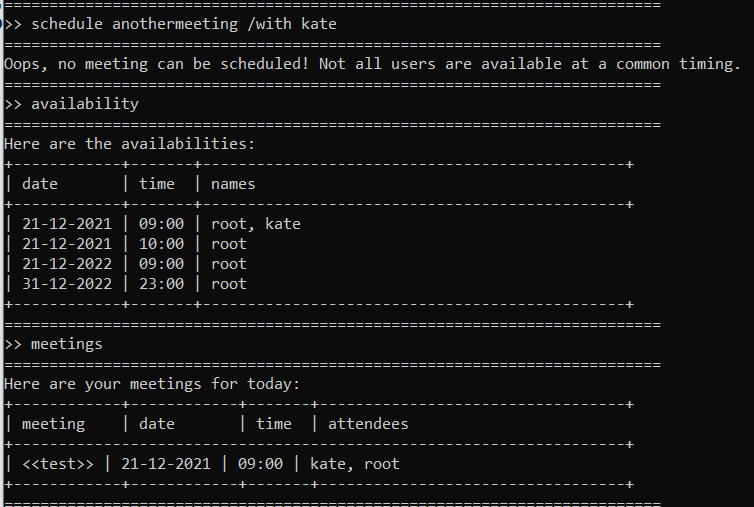 =========================================================================
>> schedule anothermeeting /with kate
=========================================================================
Oops, no meeting can be scheduled! Not all users are available at a common timing.
=========================================================================
>> availability
=========================================================================
Here are the availabilities:
+------------+-------+-----------------------------------------------+
| date       | time  | names
+------------+-------+-----------------------------------------------+
| 21-12-2021 | 09:00 | root, kate
| 21-12-2021 | 10:00 | root
| 21-12-2022 | 09:00 | root
| 31-12-2022 | 23:00 | root
+------------+-------+-----------------------------------------------+
=========================================================================
>> meetings
=========================================================================
Here are your meetings for today:
+------------+------------+-------+----------------------------------+
| meeting    | date       | time  | attendees
+--------------------------------------------------------------------+
| <<test>> | 21-12-2021 | 09:00 | kate, root
+------------+------------+-------+----------------------------------+
=========================================================================